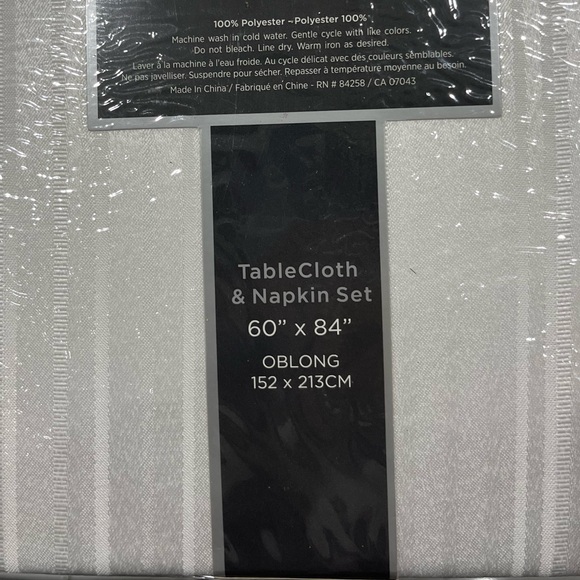 100% Polyester ~Polyester 100%
Machine wash in cold water. Gentle cycle with like colors.
Do not bleach. Line dry. Warm iron as desired.
Laver à la machine à l'eau froide. Au cycle délicat avec des couleurs semblables.
Ne pas javelliser. Suspendre pour sécher. Repasser à température moyenne au besoin.
Made In China / Fabriqué en Chine - RN # 84258 / CA 07043
TableCloth
& Napkin Set
60” x 84”
OBLONG
152 x 213CM